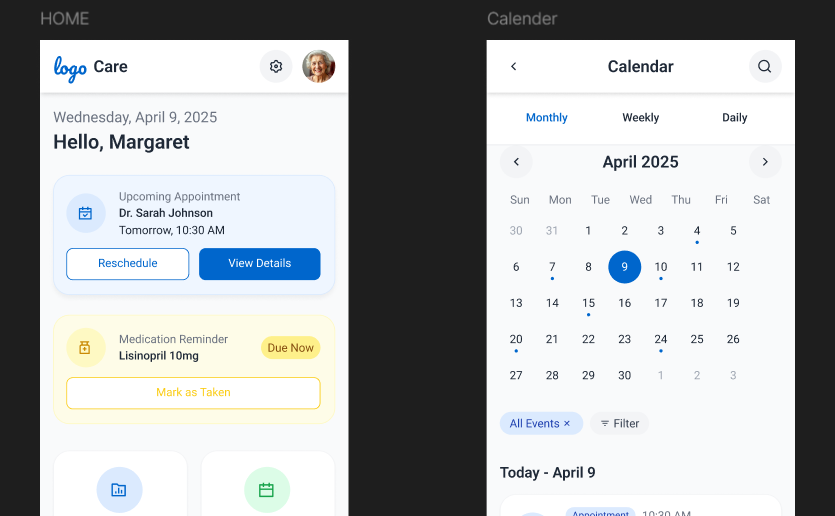 HOME
logo Care
Wednesday, April 9, 2025
Hello, Margaret
Upcoming Appointment
Dr. Sarah Johnson
Tomorrow, 10:30 AM
Reschedule
View Details
Medication Reminder
Lisinopril 10mg
Due Now
Mark as Taken
Calender
Calendar
Monthly Weekly Daily
April 2025
Sun Mon Tue Wed Thu Fri Sat
30 31 1 2 3 4 5
6 7 8 9 10 11 12
13 14 15 16 17 18 19
20 21 22 23 24 25 26
27 28 29 30 1 2 3
All Events × Filter
Today - April 9
Appointment 10:30 AM